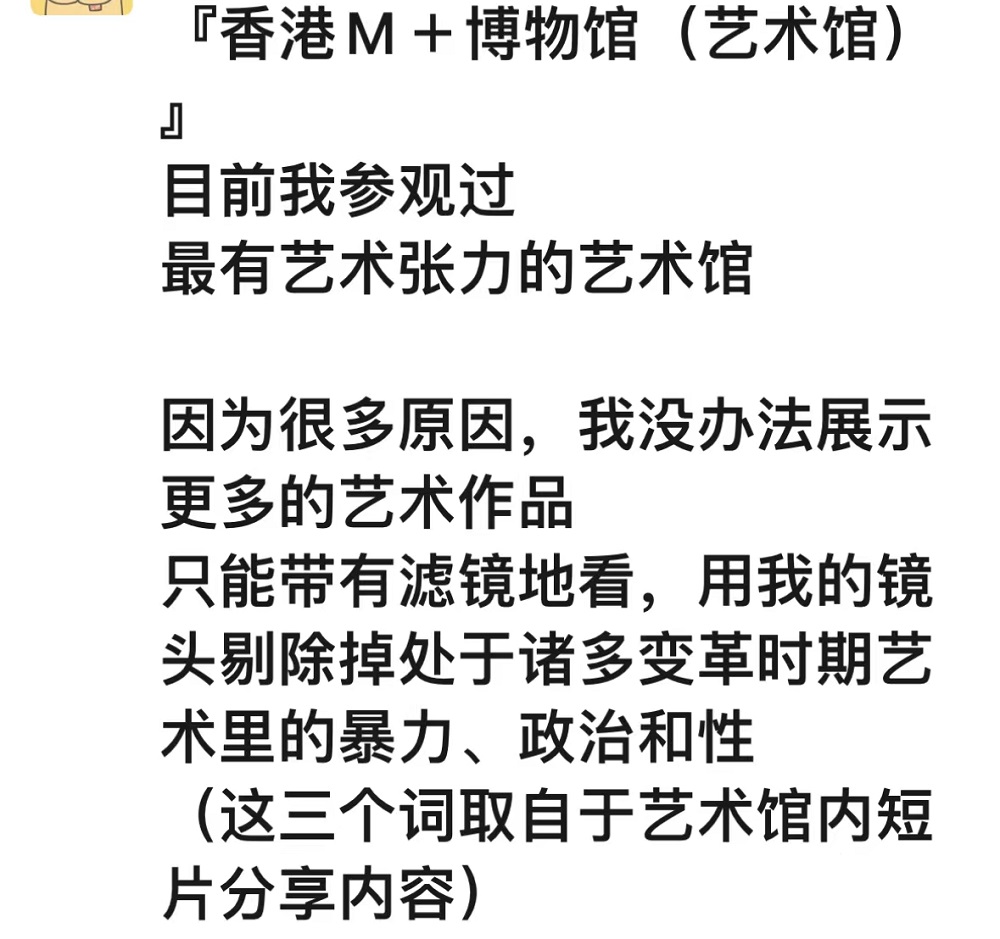 『香港M＋博物馆（艺术馆）
』
目前我参观过
最有艺术张力的艺术馆
因为很多原因，我没办法展示
更多的艺术作品
只能带有滤镜地看，用我的镜
头剔除掉处于诸多变革时期艺
术里的暴力、政治和性
（这三个词取自于艺术馆内短
片分享内容）